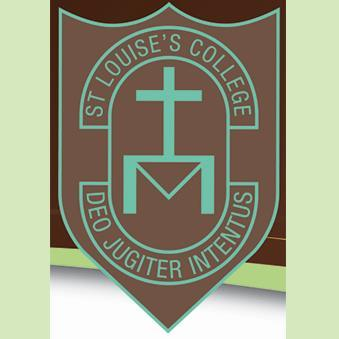 ST LOUISE'S COLLEGE
M
DEO JUGITER INTENTUS